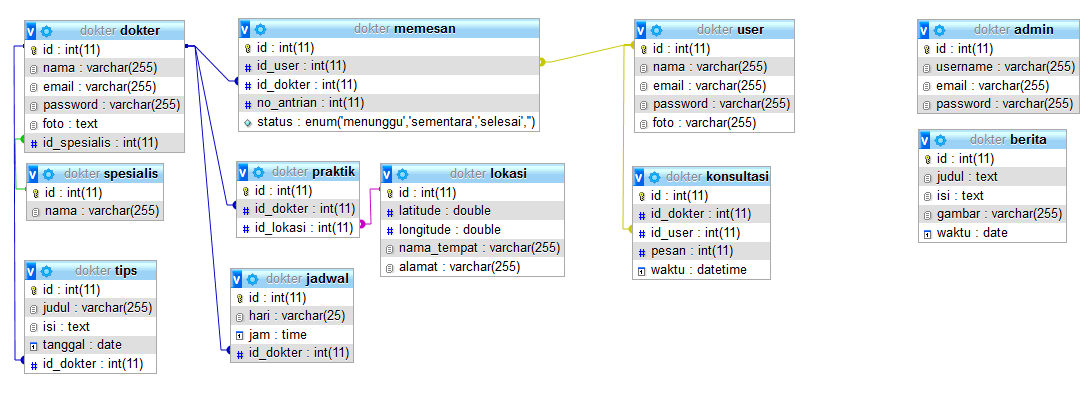 dokter dokter
id : int(11)
nama : varchar(255)
email : varchar(255)
password : varchar(255)
foto : text
id_spesialis : int(11)
dokter spesialis
id : int(11)
nama : varchar(255)
dokter tips
id : int(11)
judul : varchar(255)
isi : text
tanggal : date
id_dokter : int(11)
dokter memesan
id : int(11)
id_user : int(11)
id_dokter : int(11)
no_antrian : int(11)
status : enum('menunggu','sementara','selesai','')
dokter praktik
id : int(11)
id_dokter : int(11)
id_lokasi : int(11)
dokter jadwal
id : int(11)
hari : varchar(25)
jam : time
id_dokter : int(11)
dokter lokasi
id : int(11)
latitude : double
longitude : double
nama_tempat : varchar(255)
alamat : varchar(255)
dokter user
id : int(11)
nama : varchar(255)
email : varchar(255)
password : varchar(255)
foto : varchar(255)
dokter konsultasi
id : int(11)
id_dokter : int(11)
id_user : int(11)
pesan : int(11)
waktu : datetime
dokter admin
id : int(11)
username : varchar(255)
email : varchar(255)
password : varchar(255)
dokter berita
id : int(11)
judul : text
isi : text
gambar : varchar(255)
waktu : date